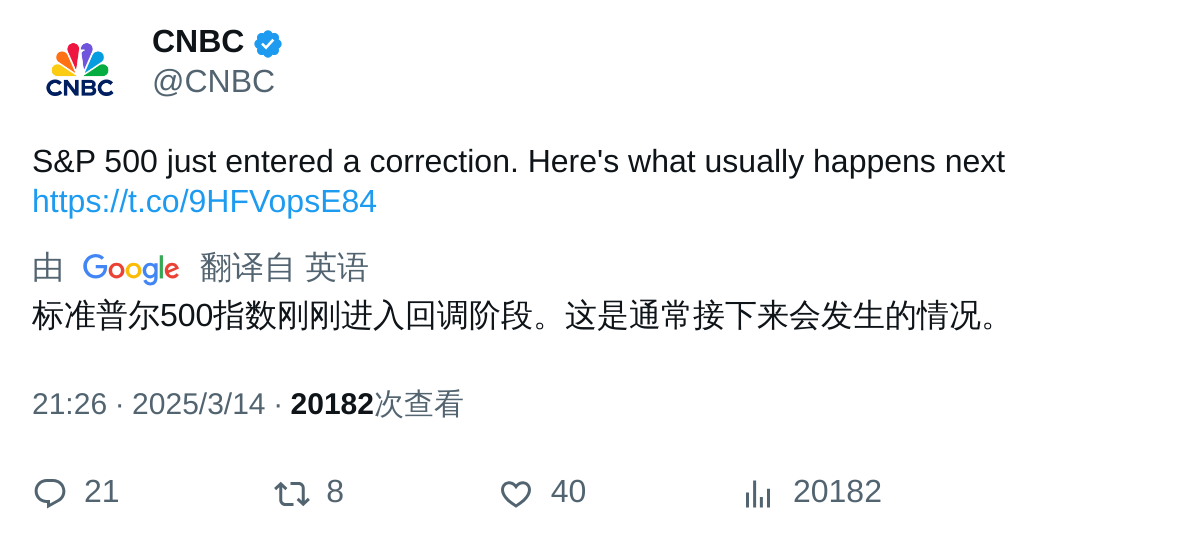 CNBC
CNBC
@CNBC
S&P 500 just entered a correction. Here's what usually happens next
https://t.co/9HFVopsE84
由 Google 翻译自 英语
标准普尔500指数刚刚进入回调阶段。这是通常接下来会发生的情况。
21:26 · 2025/3/14 · 20182次查看
21 8 40 20182